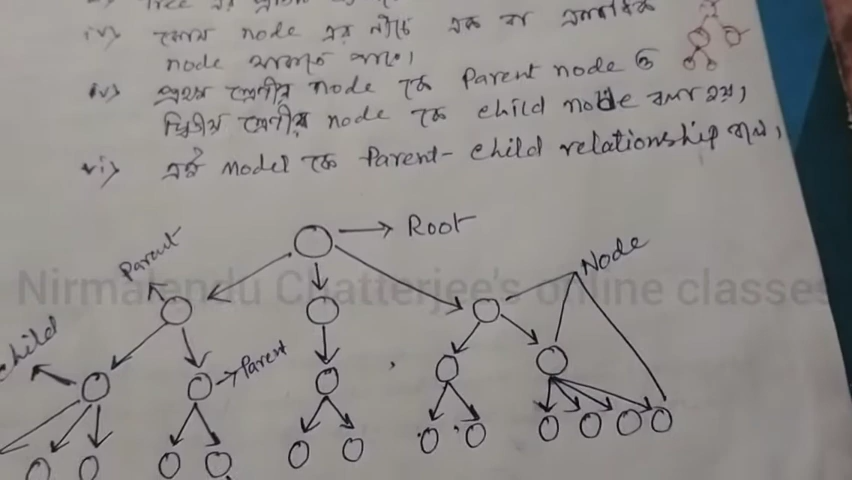 iv) কোন node এর নীচে এক বা একাধিক
node থাকতে পারে।
iv) প্রথম শ্রেণীর node কে Parent node ও
দ্বিতীয় শ্রেণীর node কে child node বলা হয়।
vi) এই model কে Parent-child relationship বলে।
Root
Parent
Node
Nirmalendu Chatterjee's online classes
child
Parent